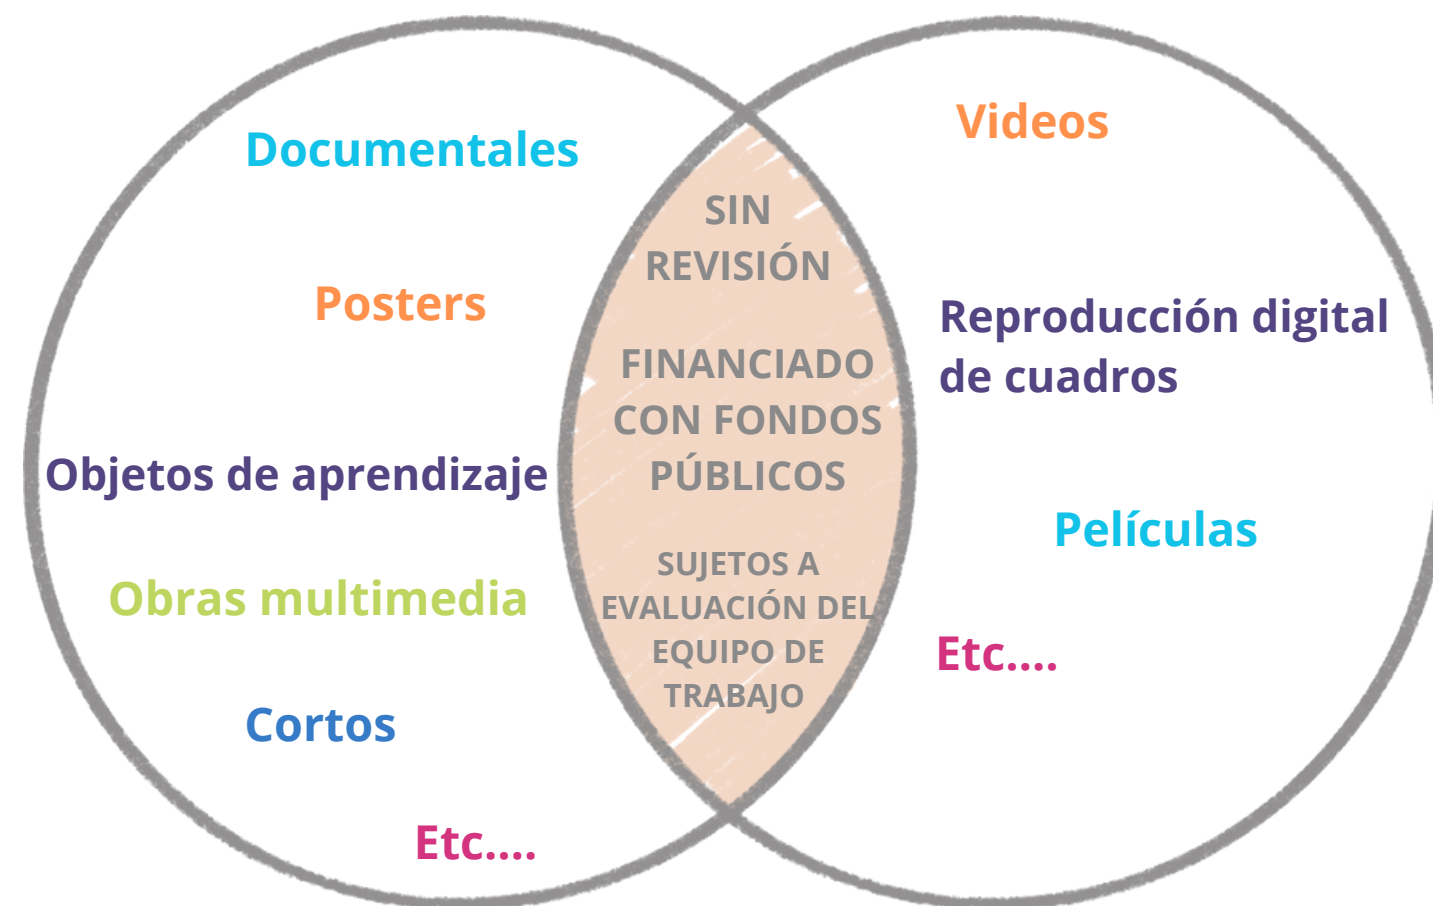 Documentales
Posters
Objetos de aprendizaje
Obras multimedia
Cortos
Etc....
SIN
REVISIÓN
FINANCIADO
CON FONDOS
PÚBLICOS
SUJETOS A
EVALUACIÓN DEL
EQUIPO DE
TRABAJO
Videos
Reproducción digital
de cuadros
Películas
Etc....